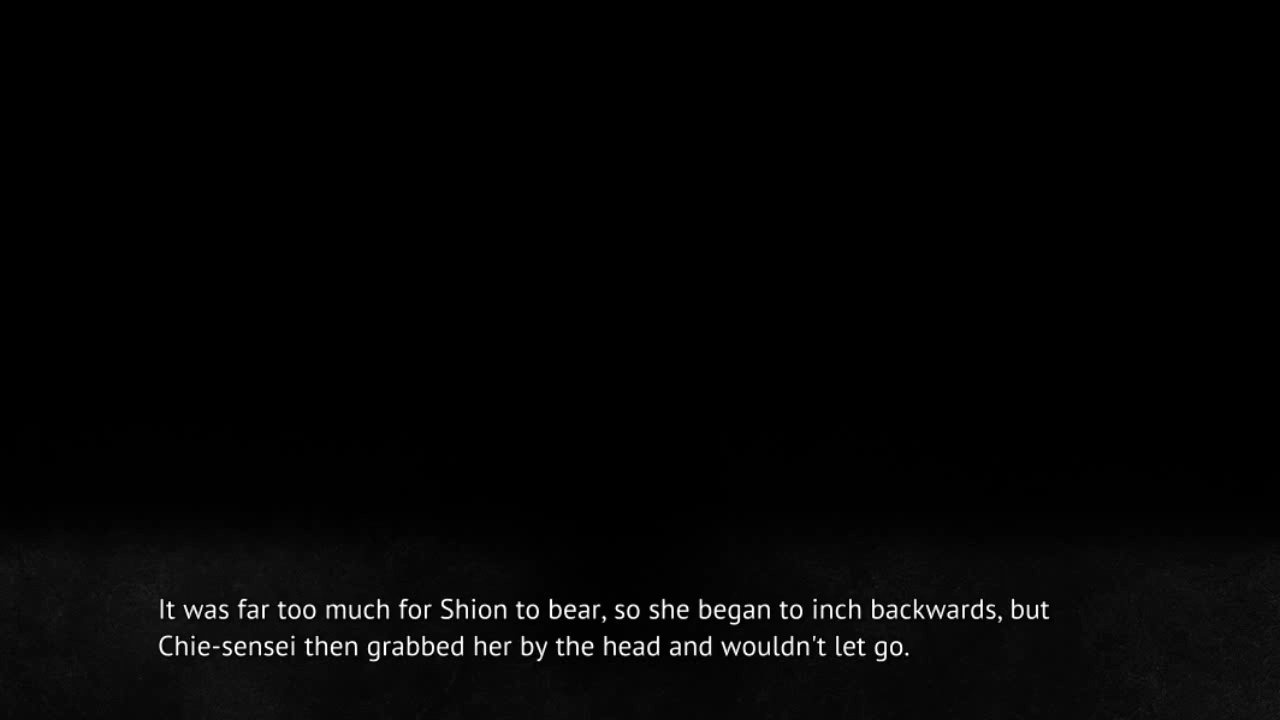 It was far too much for Shion to bear, so she began to inch backwards, but
Chie-sensei then grabbed her by the head and wouldn't let go.